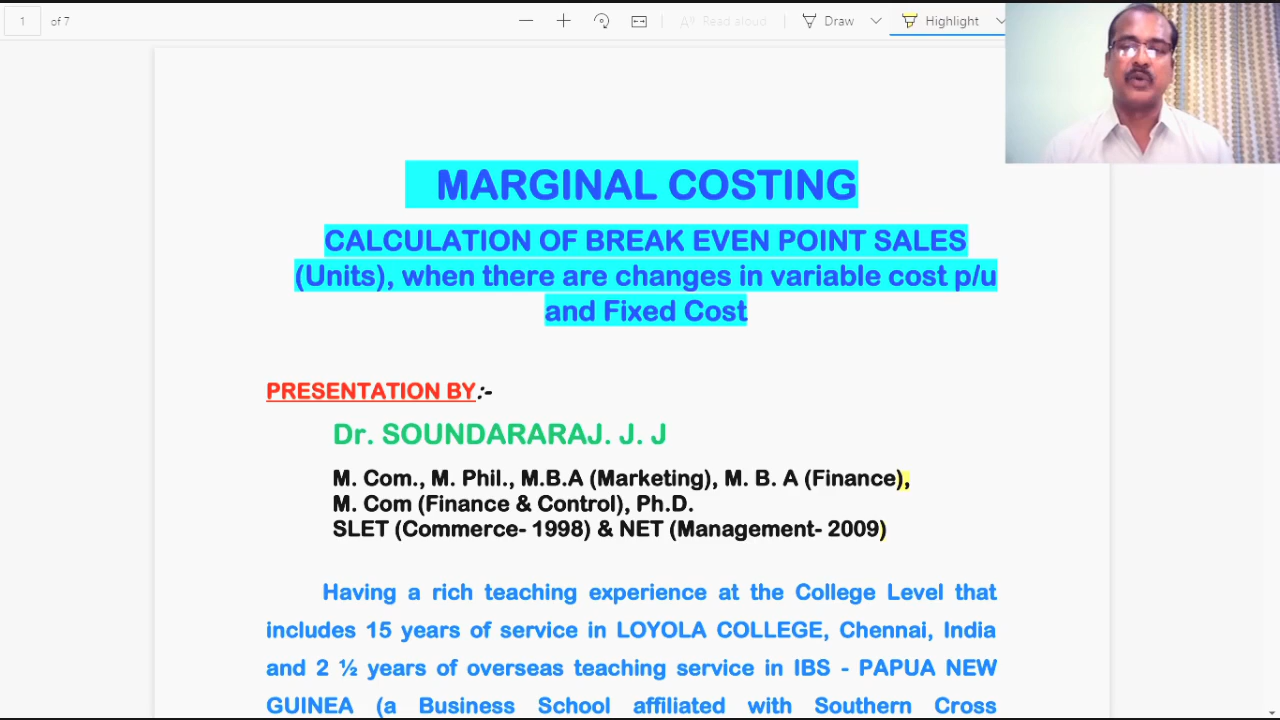 1 of 7 Read aloud Draw Highlight
MARGINAL COSTING
CALCULATION OF BREAK EVEN POINT SALES
(Units), when there are changes in variable cost p/u
and Fixed Cost
PRESENTATION BY:-
Dr. SOUNDARARAJ. J. J
M. Com., M. Phil., M.B.A (Marketing), M. B. A (Finance),
M. Com (Finance & Control), Ph.D.
SLET (Commerce- 1998) & NET (Management- 2009)
Having a rich teaching experience at the College Level that
includes 15 years of service in LOYOLA COLLEGE, Chennai, India
and 2 ½ years of overseas teaching service in IBS - PAPUA NEW
GUINEA (a Business School affiliated with Southern Cross